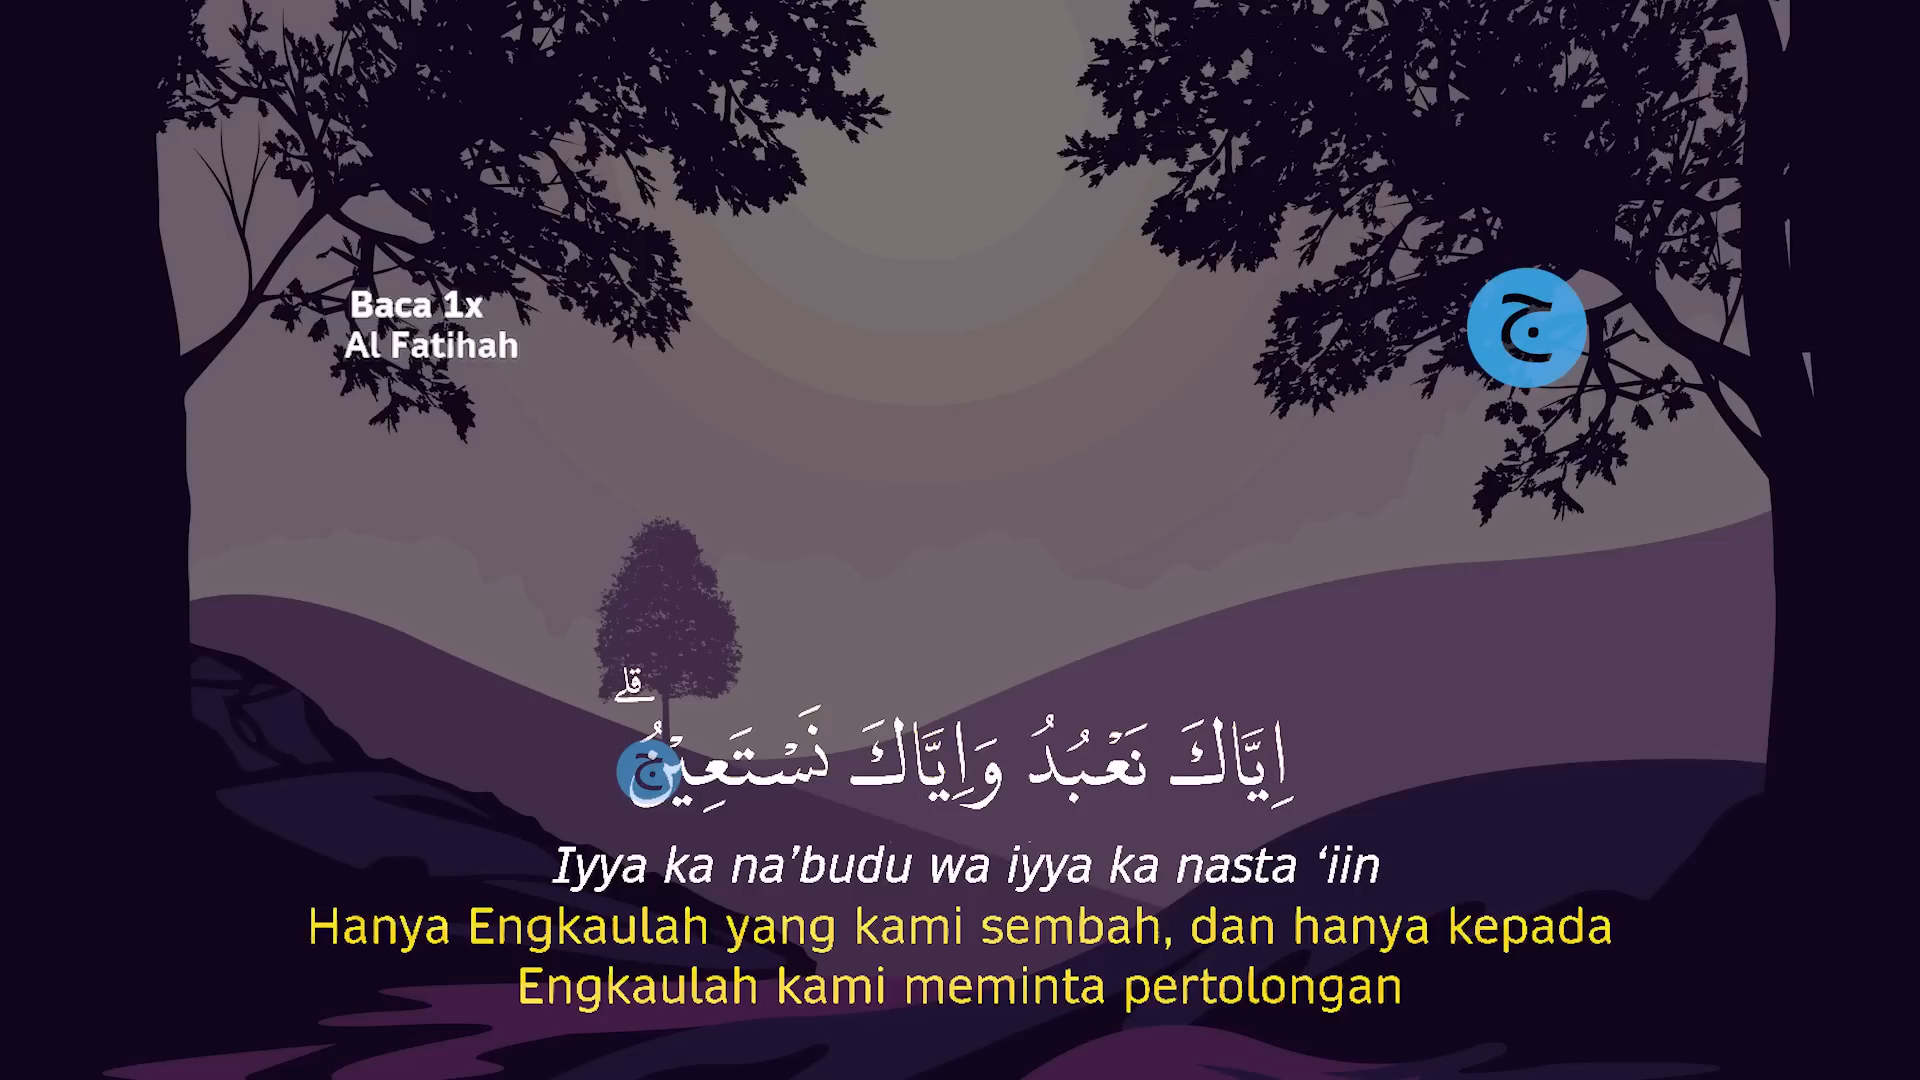 Baca 1x
Al Fatihah
ج
اِيَّاكَ نَعْبُدُ وَاِيَّاكَ نَسْتَعِيْنُۗ
ج
Iyya ka na’budu wa iyya ka nasta ‘iin
Hanya Engkaulah yang kami sembah, dan hanya kepada
Engkaulah kami meminta pertolongan